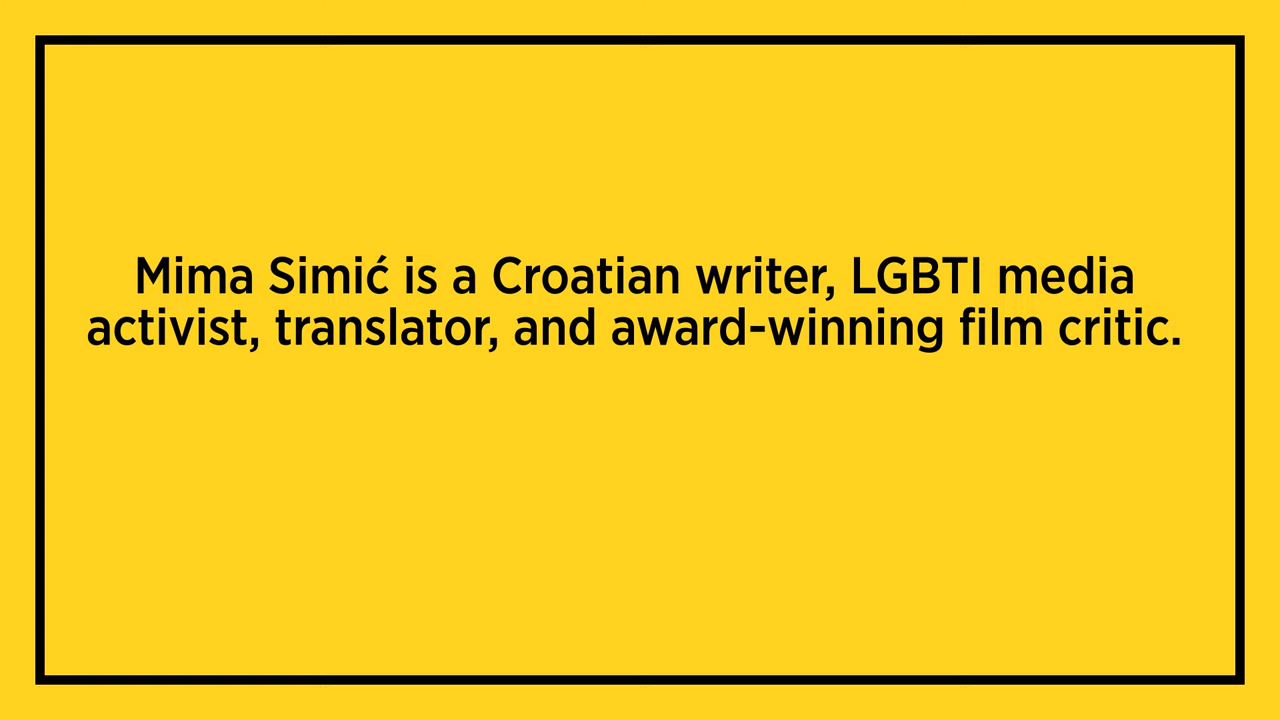 Mima Simić is a Croatian writer, LGBTI media
activist, translator, and award-winning film critic.